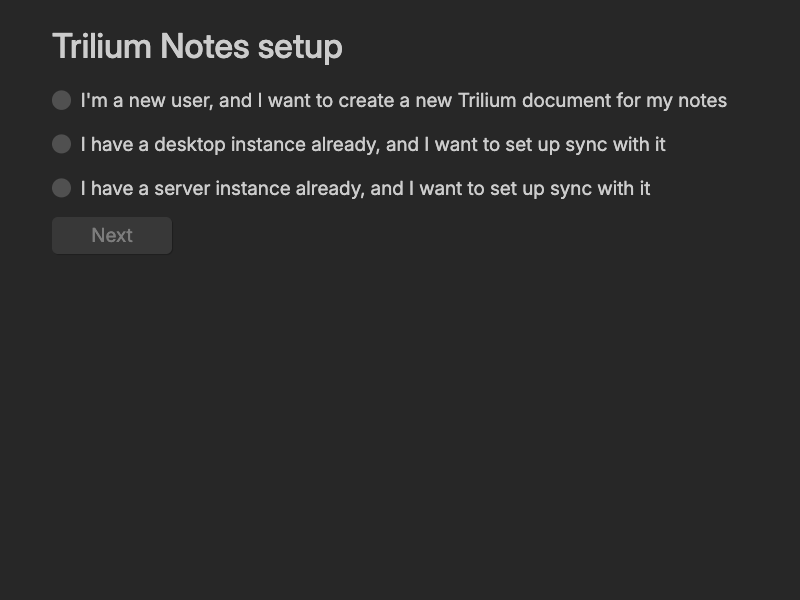 Trilium Notes setup
I'm a new user, and I want to create a new Trilium document for my notes
I have a desktop instance already, and I want to set up sync with it
I have a server instance already, and I want to set up sync with it
Next